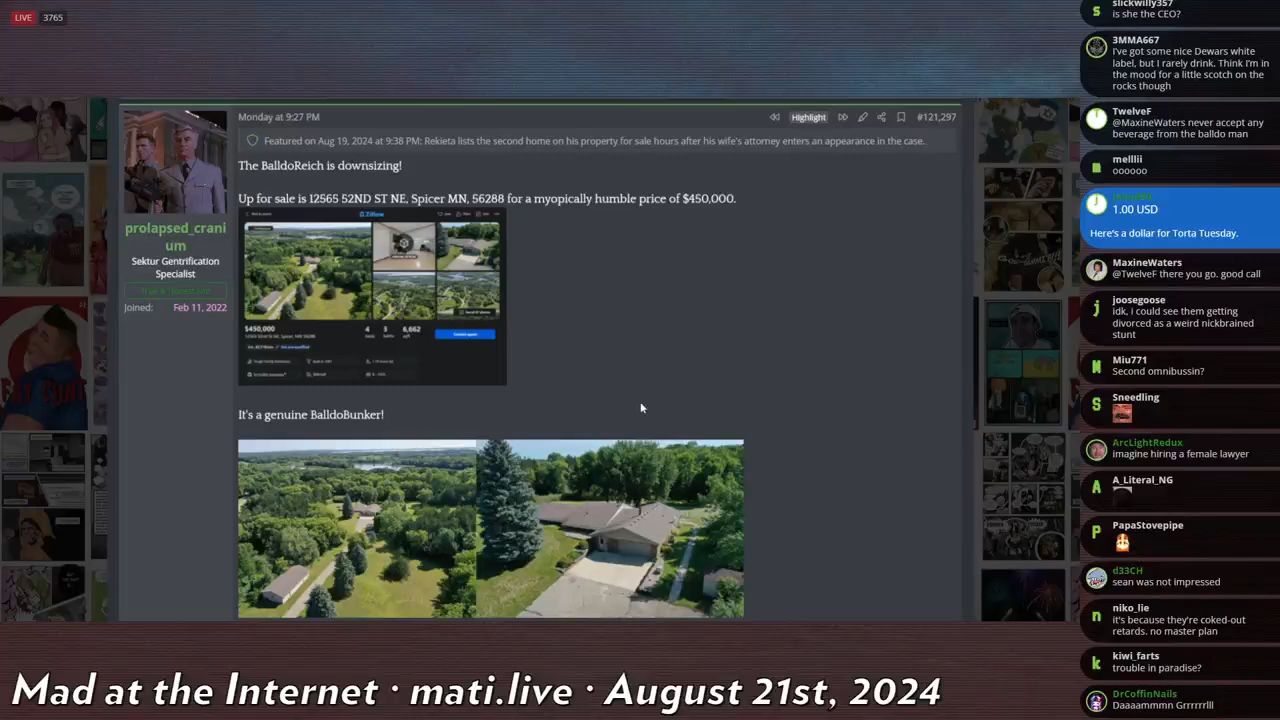 LIVE 3765
Monday at 9:27 PM
Highlight
#121,297
Featured on Aug 19, 2024 at 9:38 PM: Rekieta lists the second home on his property for sale hours after his wife's attorney enters an appearance in the case.
The BalldoReich is downsizing!
Up for sale is 12565 52ND ST NE, Spicer MN, 56288 for a myopically humble price of $450,000.
prolapsed_crani
um
Sektur Gentrification
Specialist
Joined: Feb 11, 2022
Zillow
$450,000
4 3 6,662
It's a genuine BalldoBunker!
slickwilly357
is she the CEO?
3MMA667
I've got some nice Dewars white
label, but I rarely drink. Think I'm in
the mood for a little scotch on the
rocks though
TwelveF
@MaxineWaters never accept any
beverage from the balldo man
melllii
oooooo
1.00 USD
Here's a dollar for Torta Tuesday.
MaxineWaters
@TwelveF there you go. good call
joosegoose
idk, i could see them getting
divorced as a weird nickbrained
stunt
Miu771
Second omnibussin?
Sneedling
ArcLightRedux
imagine hiring a female lawyer
A_Literal_NG
PapaStovepipe
d33CH
sean was not impressed
niko_lie
it's because they're coked-out
retards. no master plan
kiwi_farts
trouble in paradise?
DrCoffinNails
Daaaammmn Grrrrrrlll
Mad at the Internet · mati.live · August 21st, 2024